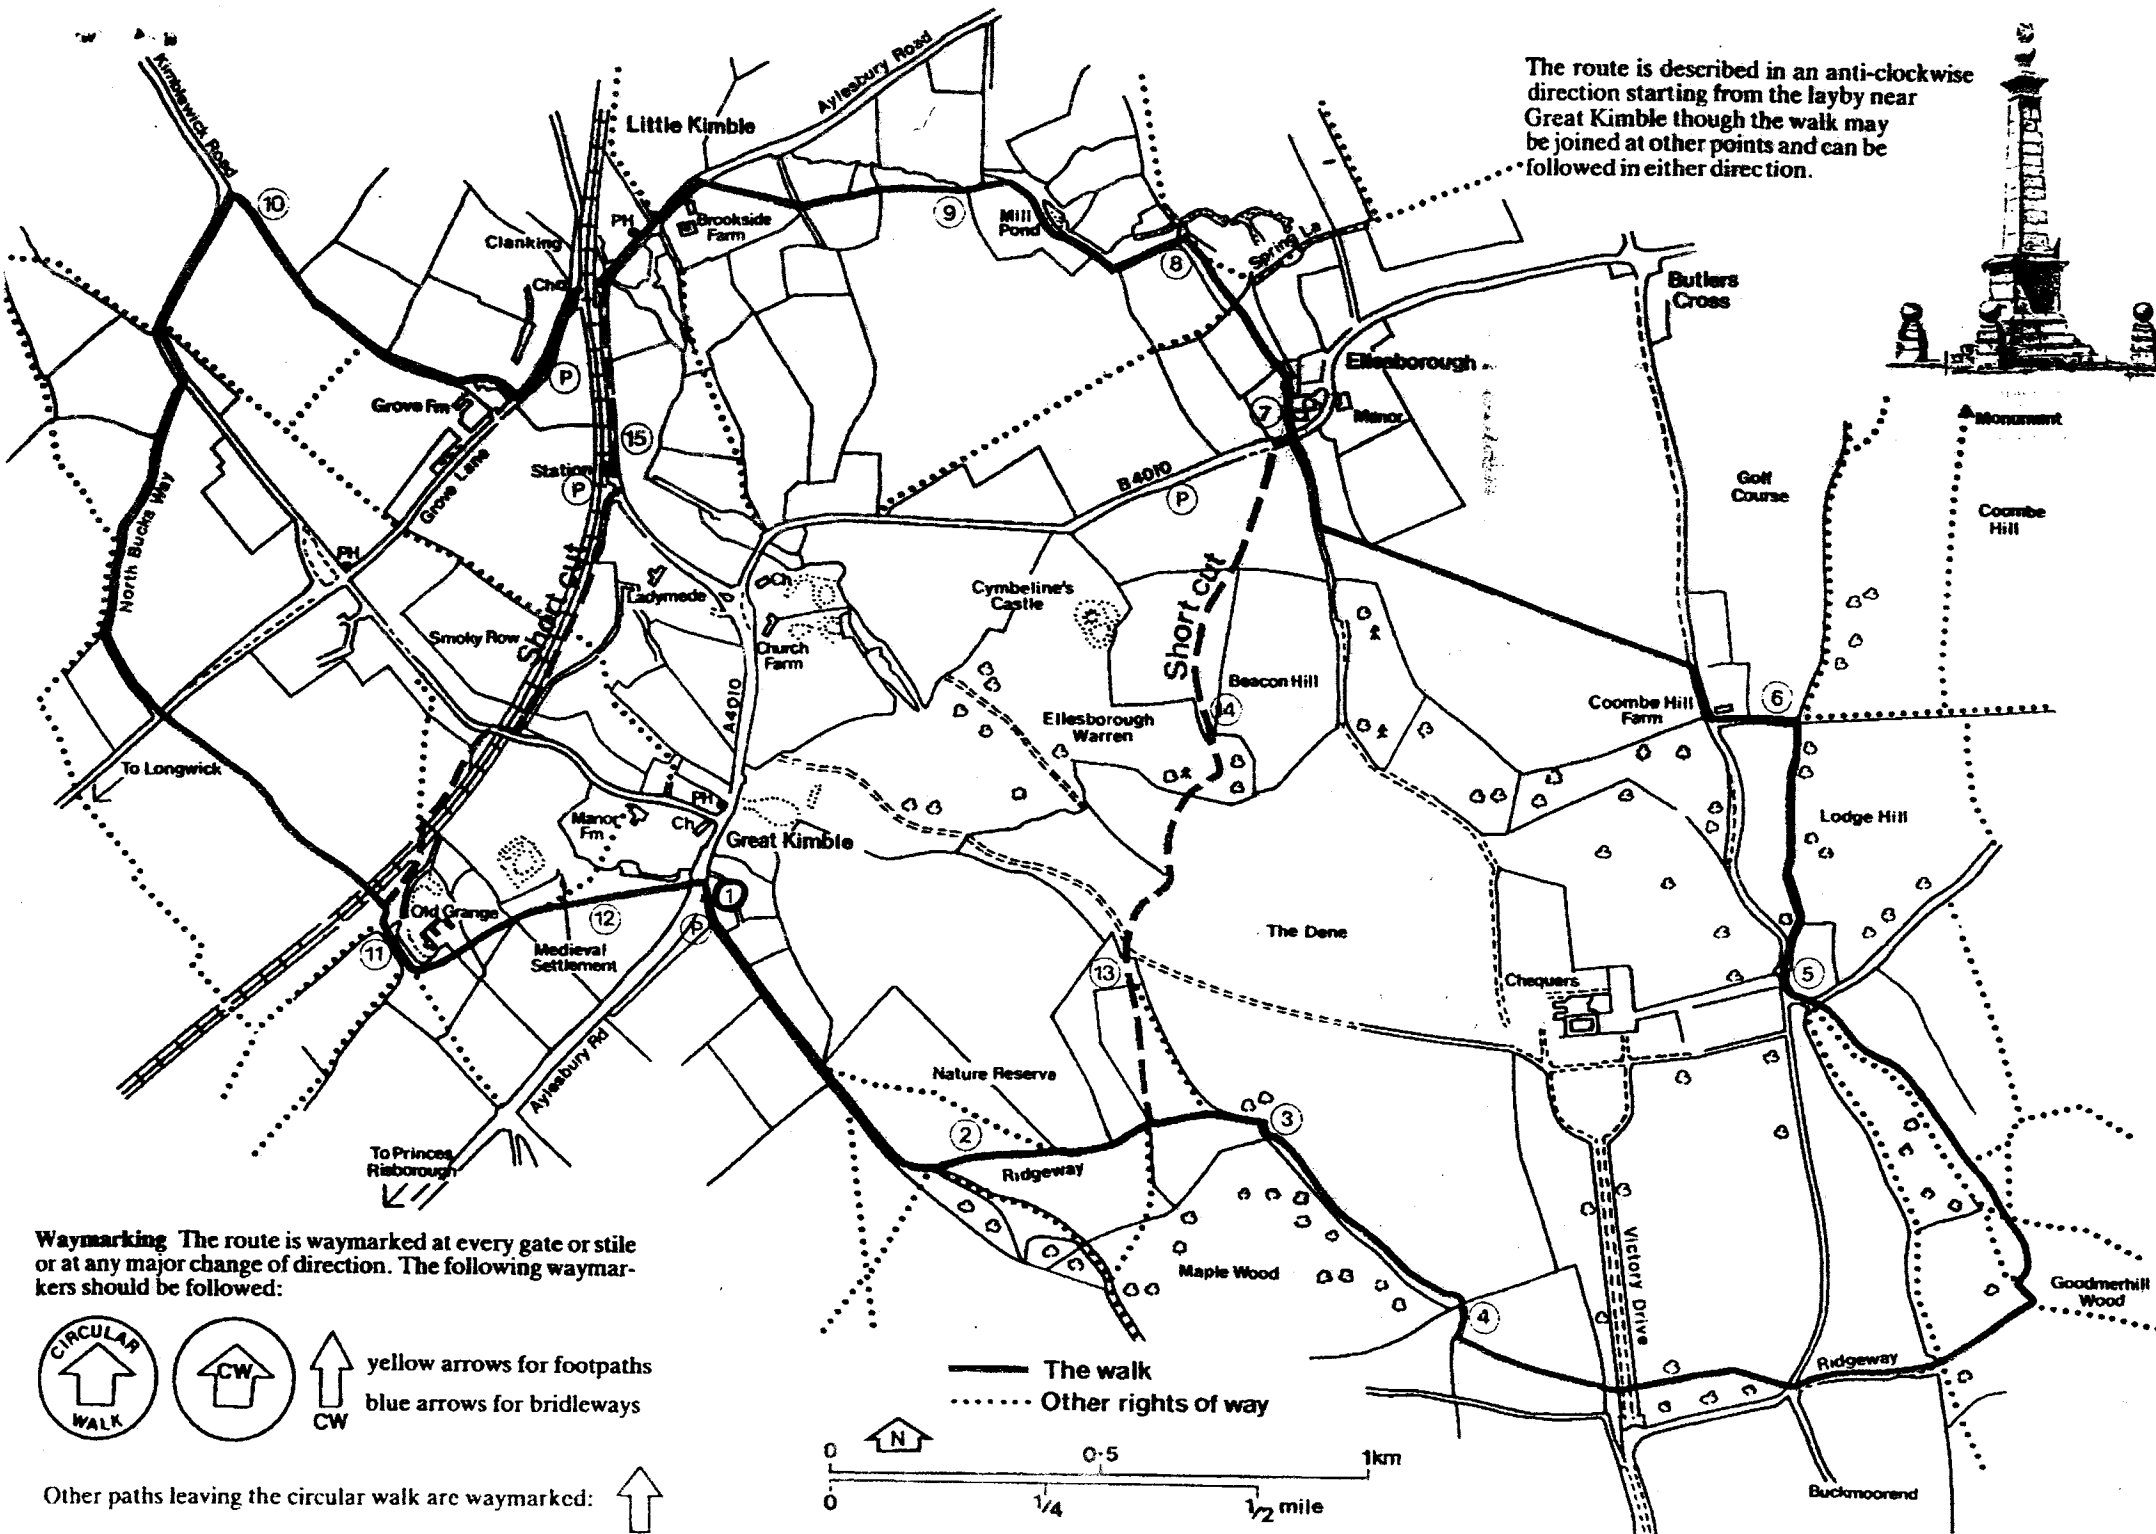 The route is described in an anti-clockwise
direction starting from the layby near
Great Kimble though the walk may
be joined at other points and can be
followed in either direction.
Kimblewick Road
Aylesbury Road
Little Kimble
10
PH
Brookside
Farm
Clanking
Ch
9
Mill
Pond
8
Spring La
Butlers
Cross
Ellesborough
P
Grove Fm
7
Manor
Monument
15
Station
P
Grove Lane
B4010
P
Golf
Course
Coombe
Hill
North Bucks Way
PH
Short cut
Ladymede
Ch
Cymbeline's
Castle
Short Cut
Smoky Row
Church
Farm
A4010
Beacon Hill
14
Ellesborough
Warren
Coombe Hill
Farm
6
To Longwick
PH
Manor
Fm
Ch
Great Kimble
Lodge Hill
1
Old Grange
12
P
11
Medieval
Settlement
The Dene
13
Chequers
5
Aylesbury Rd
Nature Reserve
3
2
Ridgeway
To Princes
Risborough
Maple Wood
Victory Drive
Goodmerhill
Wood
4
Ridgeway
Buckmoorend
Waymarking The route is waymarked at every gate or stile
or at any major change of direction. The following waymar-
kers should be followed:
CIRCULAR
WALK
CW
CW
yellow arrows for footpaths
blue arrows for bridleways
The walk
Other rights of way
N
0 0·5 1km
0 1/4 1/2 mile
Other paths leaving the circular walk are waymarked: